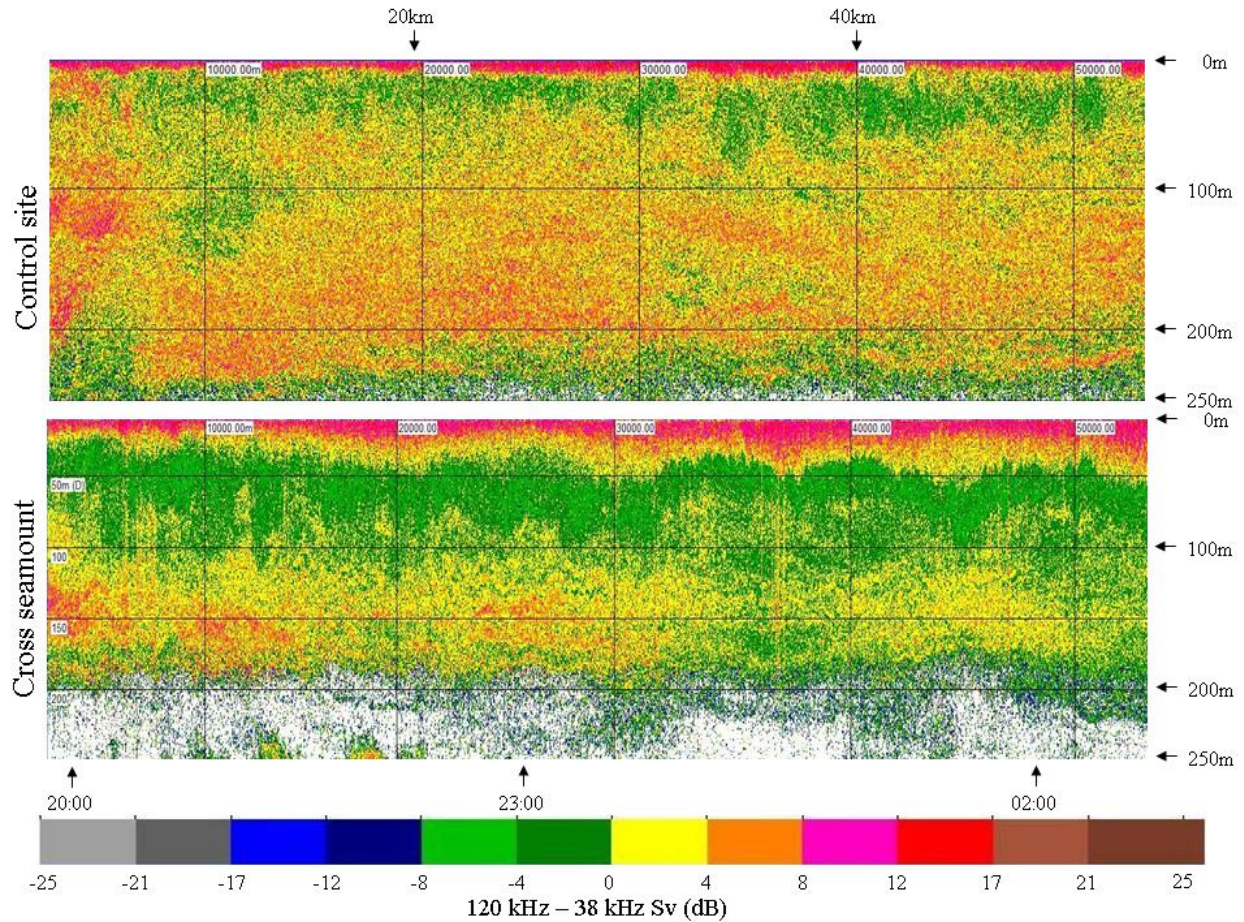 20km 40km
10000.00m 20000.00 30000.00 40000.00 50000.00
0m
100m
200m
250m
Control site
10000.00m 20000.00 30000.00 40000.00 50000.00
0m
50m (D)
100 100m
150
200 200m
250m
Cross seamount
20:00 23:00 02:00
-25 -21 -17 -12 -8 -4 0 4 8 12 17 21 25
120 kHz – 38 kHz Sv (dB)